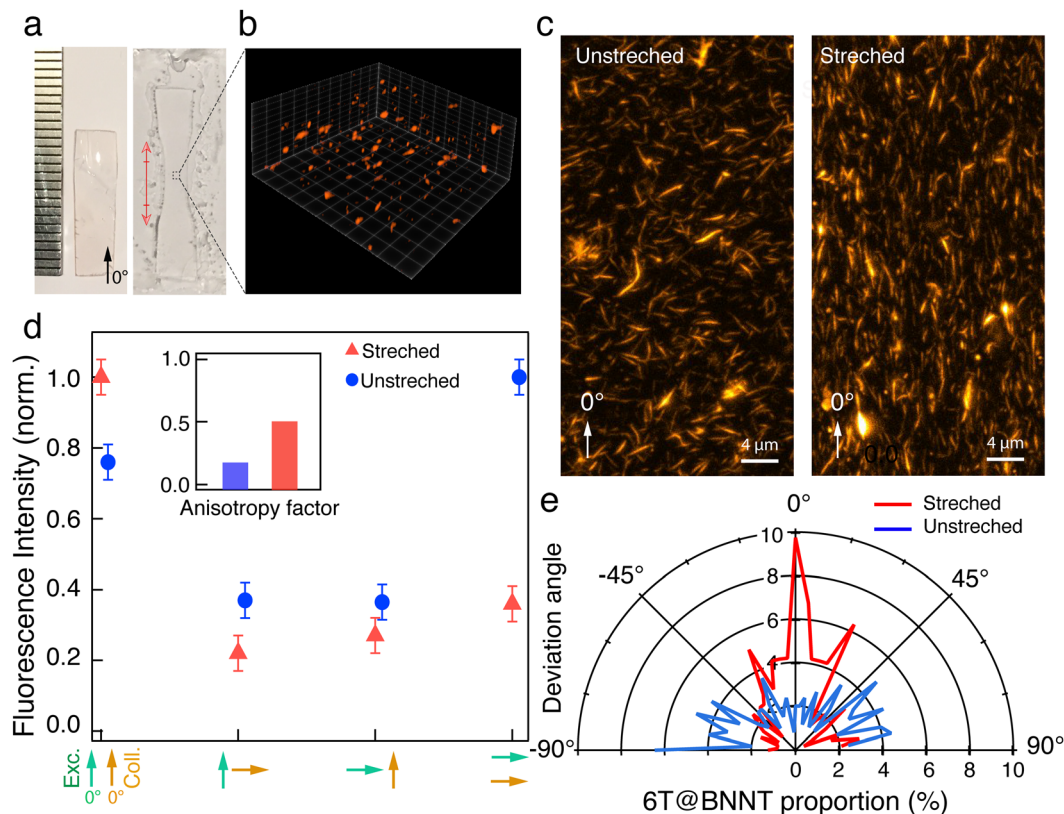 a
b
c
0°
Unstreched
Streched
0°
4 µm
0°
0.0
4 µm
d
Fluorescence Intensity (norm.)
1.0
0.8
0.6
0.4
0.2
0.0
1.0
0.5
0.0
Anisotropy factor
Streched
Unstreched
Exc.
0°
0°
Coll.
e
Streched
Unstreched
0°
-45°
45°
-90°
90°
Deviation angle
10
8
6
4
2
0 2 4 6 8 10
6T@BNNT proportion (%)